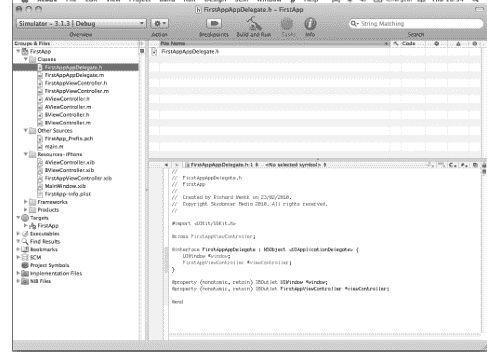 FirstAppAppDelegate.h - FirstApp
Simulator - 3.1.3 | Debug
String Matching
Overview
Action
Breakpoints
Build and Run
Tasks
Info
Search
Groups & Files
FirstApp
Classes
FirstAppAppDelegate.h
FirstAppAppDelegate.m
FirstAppViewController.h
FirstAppViewController.m
AViewController.h
AViewController.m
BViewController.h
BViewController.m
Other Sources
FirstApp_Prefix.pch
main.m
Resources-iPhone
AViewController.xib
BViewController.xib
FirstAppViewController.xib
MainWindow.xib
FirstApp-Info.plist
Frameworks
Products
Targets
FirstApp
Executables
Find Results
Bookmarks
SCM
Project Symbols
Implementation Files
NIB Files
File Name
Code
FirstAppAppDelegate.h
FirstAppAppDelegate.h:1
<No selected symbol>
//
// FirstAppAppDelegate.h
// FirstApp
//
// Created by Richard Wentk on 23/02/2010.
// Copyright Skydancer Media 2010. All rights reserved.
//
#import <UIKit/UIKit.h>
@class FirstAppViewController;
@interface FirstAppAppDelegate : NSObject <UIApplicationDelegate> {
UIWindow *window;
FirstAppViewController *viewController;
}
@property (nonatomic, retain) IBOutlet UIWindow *window;
@property (nonatomic, retain) IBOutlet FirstAppViewController *viewController;
@end